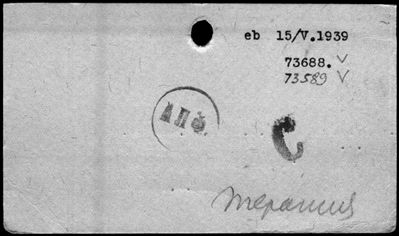 eb 15/V.1939
73688. V
73589 V
АПФ
С
терапия